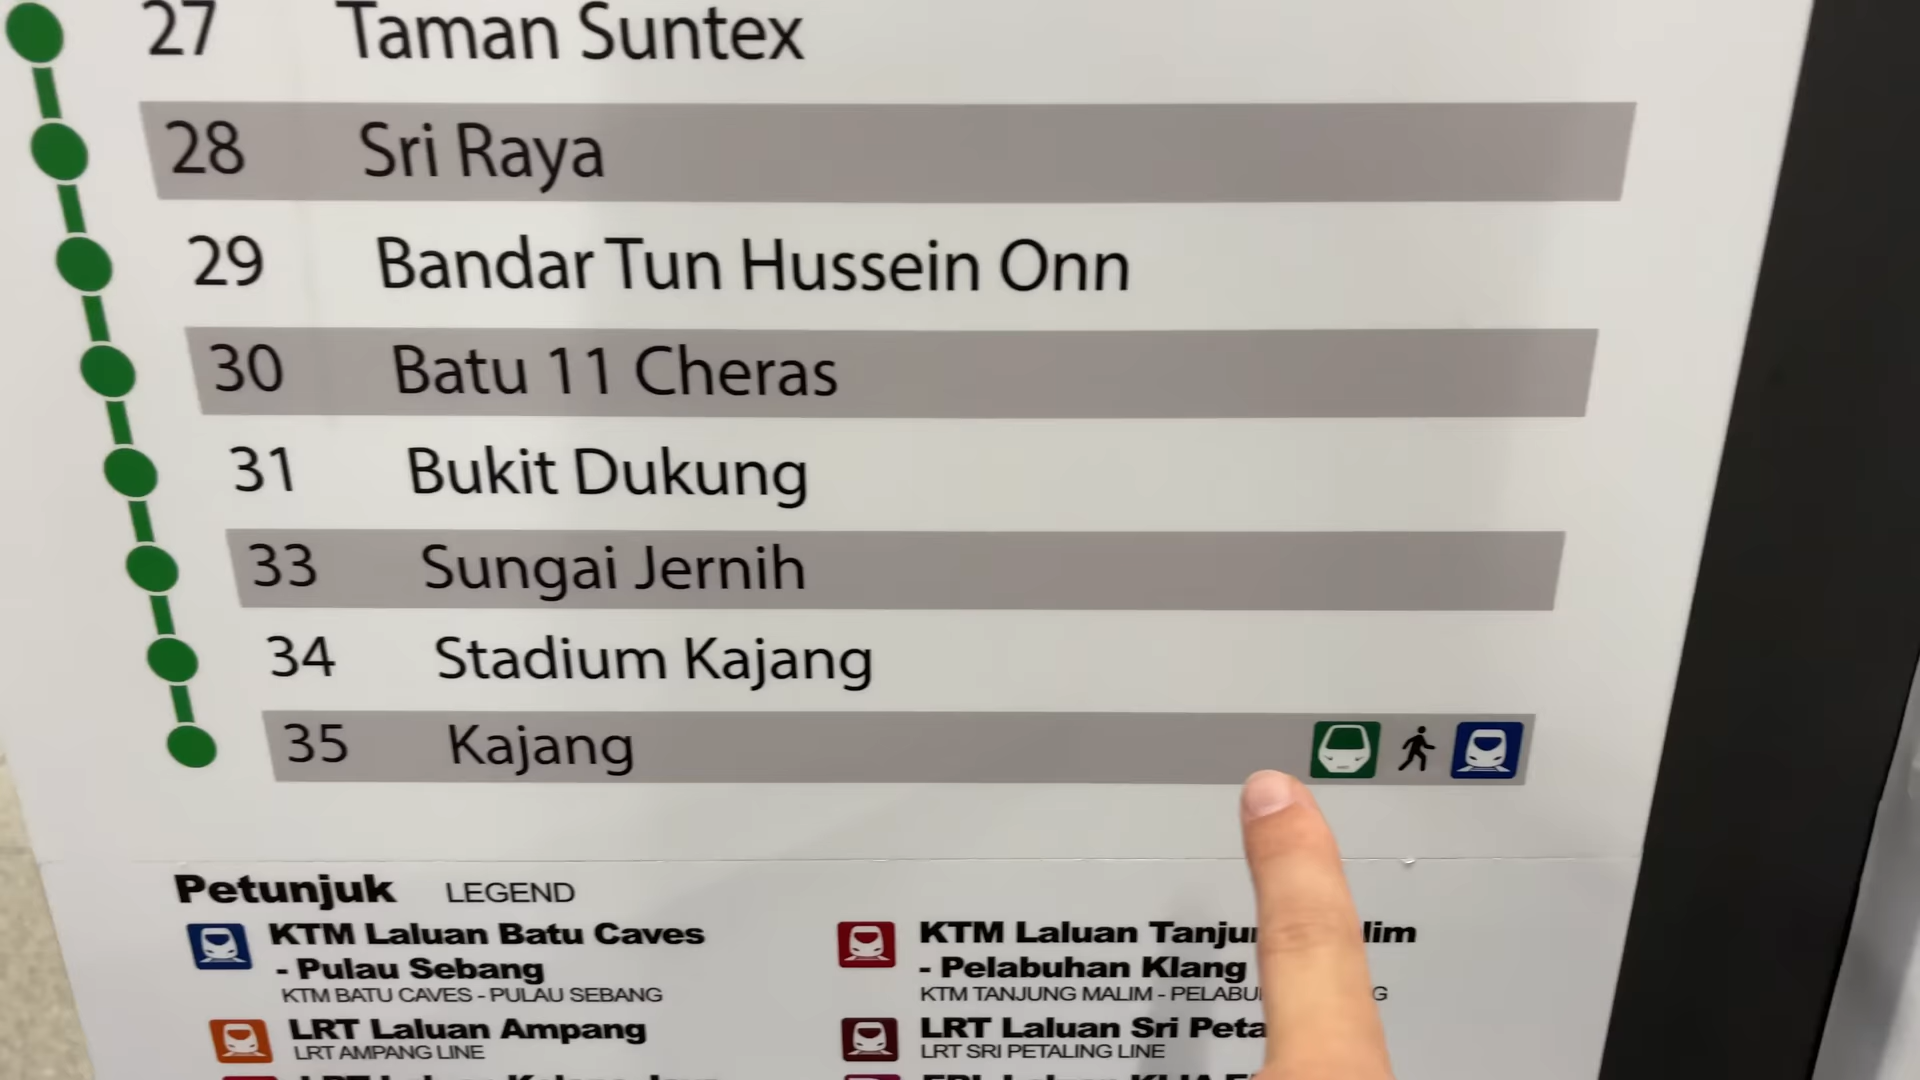 27 Taman Suntex
28 Sri Raya
29 Bandar Tun Hussein Onn
30 Batu 11 Cheras
31 Bukit Dukung
33 Sungai Jernih
34 Stadium Kajang
35 Kajang
Petunjuk LEGEND
KTM Laluan Batu Caves
- Pulau Sebang
KTM BATU CAVES - PULAU SEBANG
LRT Laluan Ampang
LRT AMPANG LINE
KTM Laluan
- Pelabuhan Klang
KTM TANJUNG MALIM -
LRT Laluan Sri
LRT SRI PETALING LINE